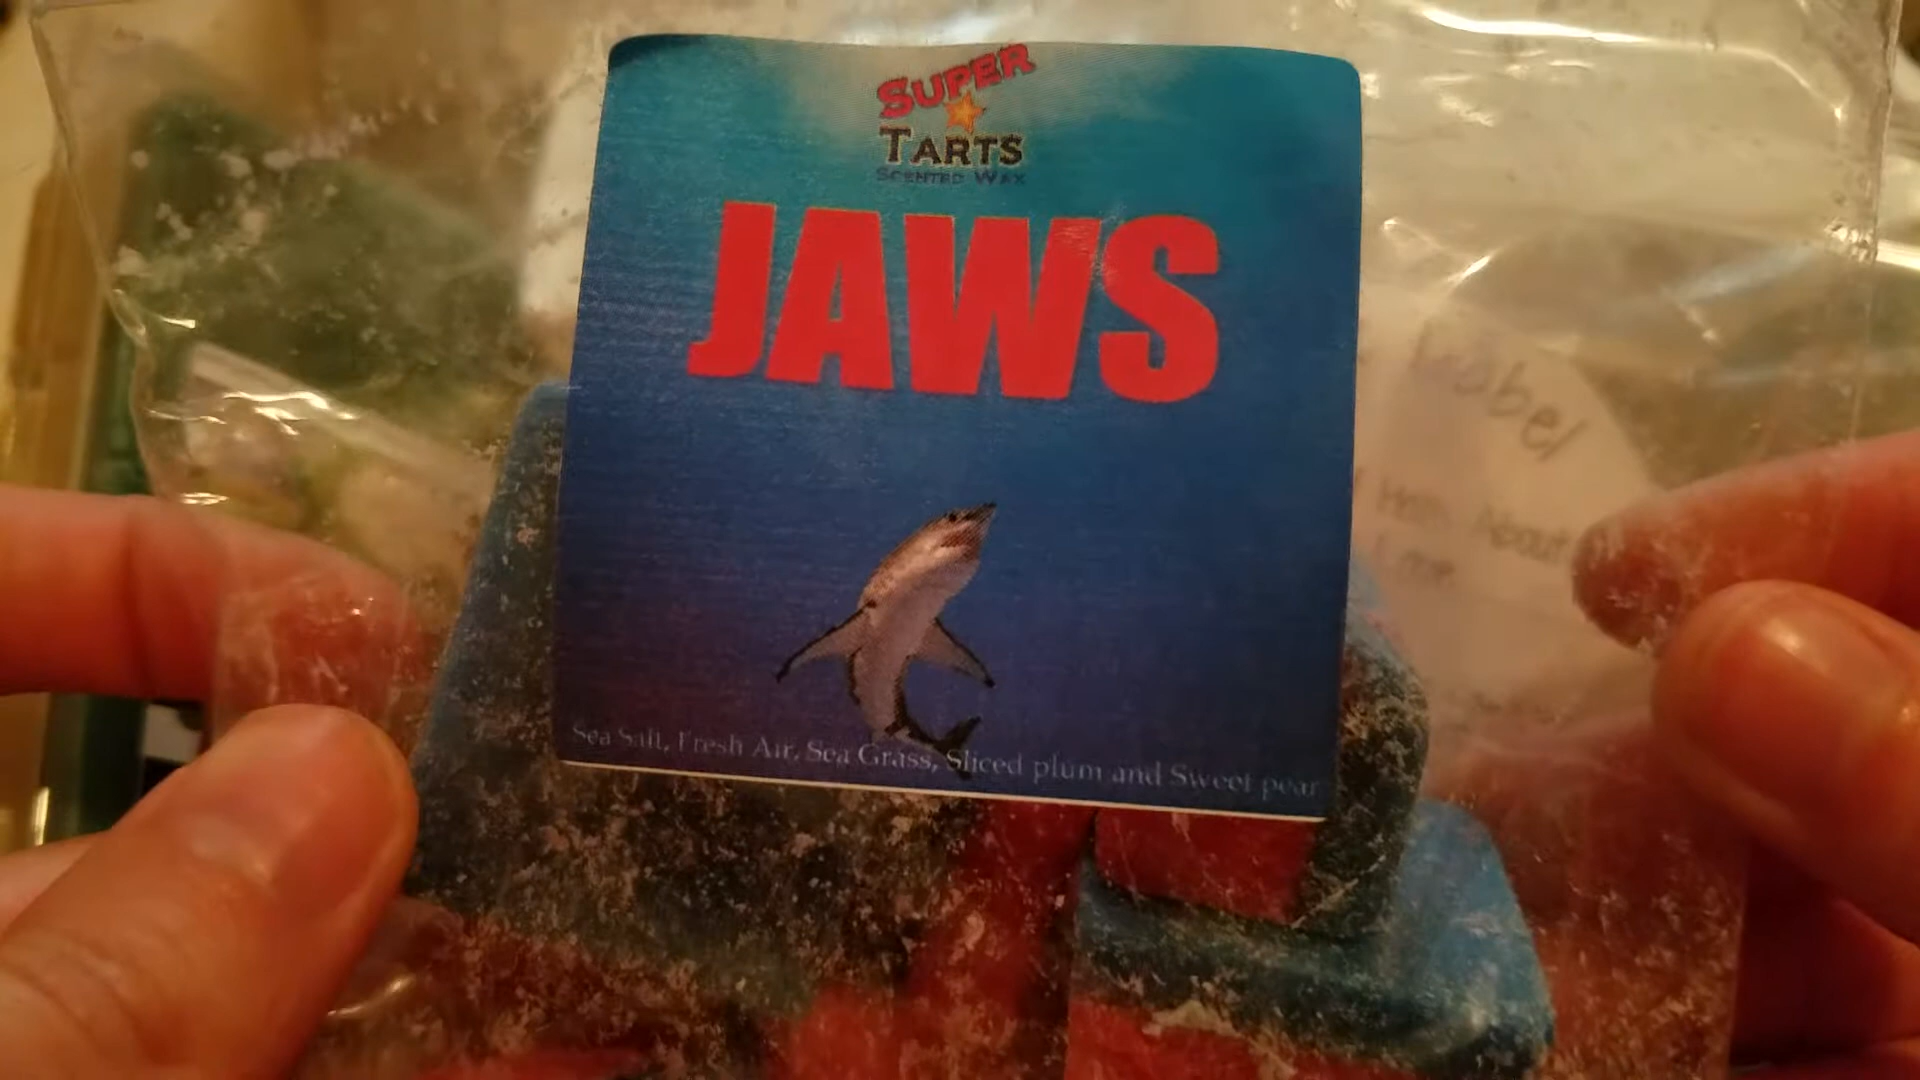 SUPER
TARTS
SCENTED WAX
JAWS
Sea Salt, Fresh Air, Sea Grass, Sliced plum and Sweet pear